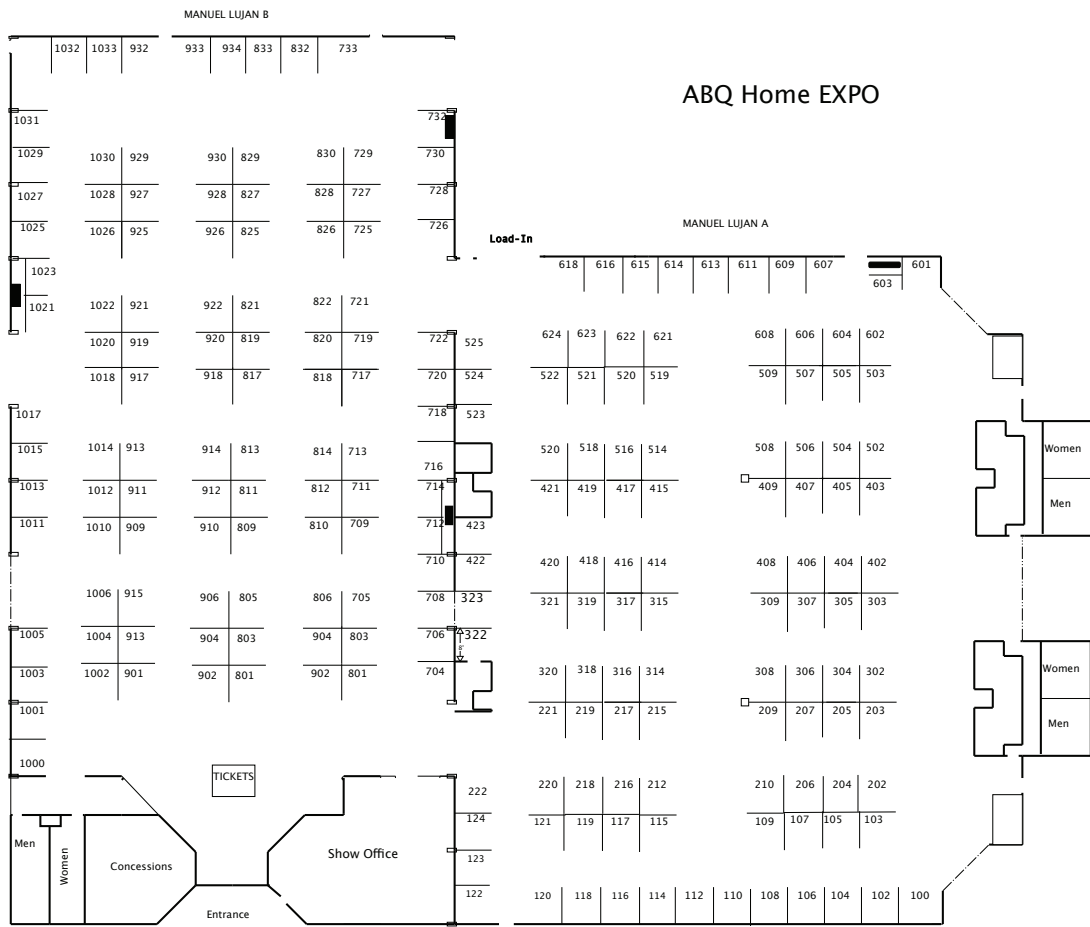 MANUEL LUJAN B
1032 1033 932 933 934 833 832 733
ABQ Home EXPO
1031 732
1029 1030 929 930 829 830 729 730
1027 1028 927 928 827 828 727 728
1025 1026 925 926 825 826 725 726
MANUEL LUJAN A
Load-In
618 616 615 614 613 611 609 607 601
603
1023
1021 1022 921 922 821 822 721
1020 919 920 819 820 719 722 525 624 623 622 621 608 606 604 602
1018 917 918 817 818 717 720 524 522 521 520 519 509 507 505 503
1017 718 523
1015 1014 913 914 813 814 713 716 520 518 516 514 508 506 504 502 Women
1013 1012 911 912 811 812 711 714 421 419 417 415 409 407 405 403
Men
1011 1010 909 910 809 810 709 712 423
710 422 420 418 416 414 408 406 404 402
1006 915 906 805 806 705 708 323 321 319 317 315 309 307 305 303
1005 1004 913 904 803 904 803 706 322
8'
1003 1002 901 902 801 902 801 704 320 318 316 314 308 306 304 302 Women
1001 221 219 217 215 209 207 205 203
Men
1000
TICKETS
222 220 218 216 212 210 206 204 202
124 121 119 117 115 109 107 105 103
Men Women Concessions Show Office 123
122 120 118 116 114 112 110 108 106 104 102 100
Entrance